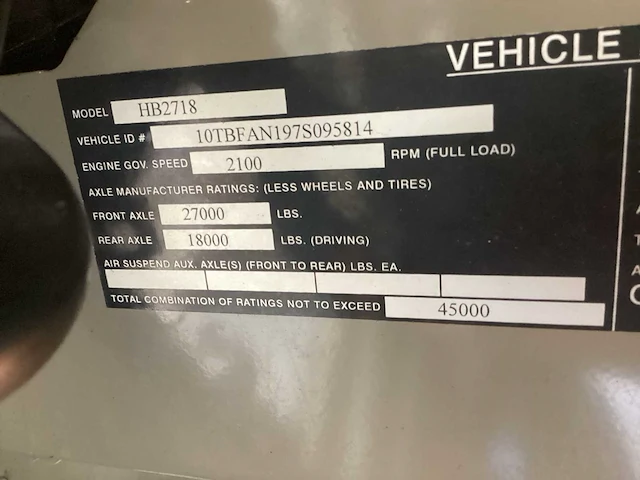 VEHICLE
MODEL HB2718
VEHICLE ID # 10TBFAN197S095814
ENGINE GOV. SPEED 2100 RPM (FULL LOAD)
AXLE MANUFACTURER RATINGS: (LESS WHEELS AND TIRES)
FRONT AXLE 27000 LBS.
REAR AXLE 18000 LBS. (DRIVING)
AIR SUSPEND AUX. AXLE(S) (FRONT TO REAR) LBS. EA.
TOTAL COMBINATION OF RATINGS NOT TO EXCEED 45000